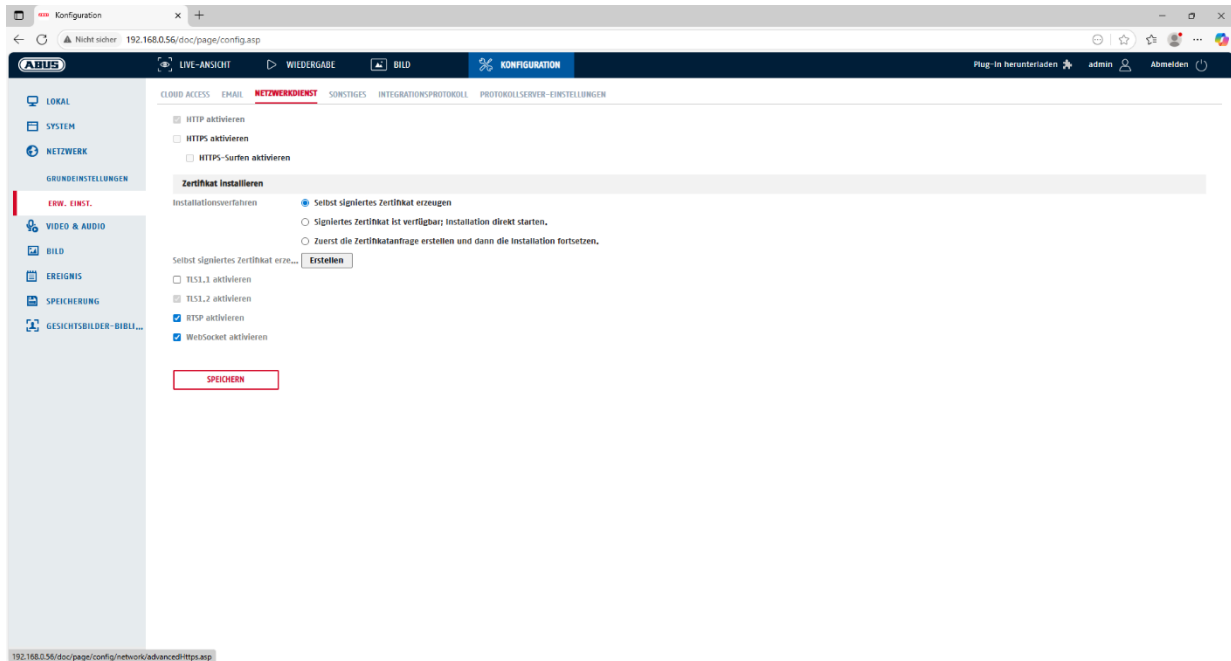 Konfiguration
Nicht sicher 192.168.0.56/doc/page/config.asp
ABUS LIVE-ANSICHT WIEDERGABE BILD KONFIGURATION Plug-In herunterladen admin Abmelden
CLOUD ACCESS EMAIL NETZWERKDIENST SONSTIGES INTEGRATIONSPROTOKOLL PROTOKOLLSERVER-EINSTELLUNGEN
LOKAL
SYSTEM
NETZWERK
GRUNDEINSTELLUNGEN
ERW. EINST.
VIDEO & AUDIO
BILD
EREIGNIS
SPEICHERUNG
GESICHTSBILDER-BIBLI...
HTTP aktivieren
HTTPS aktivieren
HTTPS-Surfen aktivieren
Zertifikat installieren
Installationsverfahren Selbst signiertes Zertifikat erzeugen
Signiertes Zertifikat ist verfügbar; Installation direkt starten.
Zuerst die Zertifikatanfrage erstellen und dann die Installation fortsetzen.
Selbst signiertes Zertifikat erze... Erstellen
TLS1.1 aktivieren
TLS1.2 aktivieren
RTSP aktivieren
WebSocket aktivieren
SPEICHERN
192.168.0.56/doc/page/config/network/advancedHttps.asp